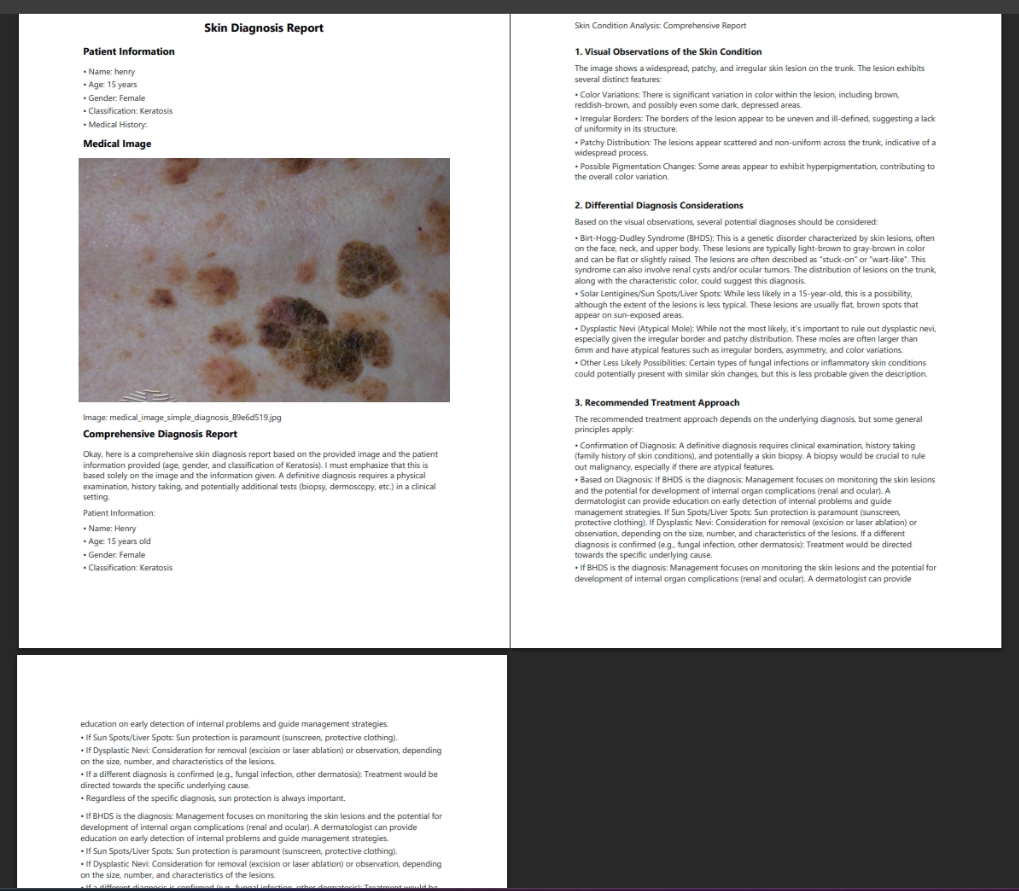 Skin Diagnosis Report
Patient Information
• Name: henry
• Age: 15 years
• Gender: Female
• Classification: Keratosis
• Medical History:
Medical Image
Image: medical_image_simple_diagnosis_89e6d519.jpg
Comprehensive Diagnosis Report
Okay, here is a comprehensive skin diagnosis report based on the provided image and the patient
information provided (age, gender, and classification of Keratosis). I must emphasize that this is
based solely on the image and the information given. A definitive diagnosis requires a physical
examination, history taking, and potentially additional tests (biopsy, dermoscopy, etc.) in a clinical
setting.
Patient Information:
• Name: Henry
• Age: 15 years old
• Gender: Female
• Classification: Keratosis
Skin Condition Analysis: Comprehensive Report
1. Visual Observations of the Skin Condition
The image shows a widespread, patchy, and irregular skin lesion on the trunk. The lesion exhibits
several distinct features:
• Color Variations: There is significant variation in color within the lesion, including brown,
reddish-brown, and possibly even some dark, depressed areas.
• Irregular Borders: The borders of the lesion appear to be uneven and ill-defined, suggesting a lack
of uniformity in its structure.
• Patchy Distribution: The lesions appear scattered and non-uniform across the trunk, indicative of a
widespread process.
• Possible Pigmentation Changes: Some areas appear to exhibit hyperpigmentation, contributing to
the overall color variation.
2. Differential Diagnosis Considerations
Based on the visual observations, several potential diagnoses should be considered:
• Birt-Hogg-Dudley Syndrome (BHDS): This is a genetic disorder characterized by skin lesions, often
on the face, neck, and upper body. These lesions are typically light-brown to gray-brown in color
and can be flat or slightly raised. The lesions are often described as "stuck-on" or "wart-like". This
syndrome can also involve renal cysts and/or ocular tumors. The distribution of lesions on the trunk,
along with the characteristic color, could suggest this diagnosis.
• Solar Lentigines/Sun Spots/Liver Spots: While less likely in a 15-year-old, this is a possibility,
although the extent of the lesions is less typical. These lesions are usually flat, brown spots that
appear on sun-exposed areas.
• Dysplastic Nevi (Atypical Mole): While not the most likely, it's important to rule out dysplastic nevi,
especially given the irregular border and patchy distribution. These moles are often larger than
6mm and have atypical features such as irregular borders, asymmetry, and color variations.
• Other Less Likely Possibilities: Certain types of fungal infections or inflammatory skin conditions
could potentially present with similar skin changes, but this is less probable given the description.
3. Recommended Treatment Approach
The recommended treatment approach depends on the underlying diagnosis, but some general
principles apply:
• Confirmation of Diagnosis: A definitive diagnosis requires clinical examination, history taking
(family history of skin conditions), and potentially a skin biopsy. A biopsy would be crucial to rule
out malignancy, especially if there are atypical features.
• Based on Diagnosis: If BHDS is the diagnosis: Management focuses on monitoring the skin lesions
and the potential for development of internal organ complications (renal and ocular). A
dermatologist can provide education on early detection of internal problems and guide
management strategies. If Sun Spots/Liver Spots: Sun protection is paramount (sunscreen,
protective clothing). If Dysplastic Nevi: Consideration for removal (excision or laser ablation) or
observation, depending on the size, number, and characteristics of the lesions. If a different
diagnosis is confirmed (e.g., fungal infection, other dermatosis): Treatment would be directed
towards the specific underlying cause.
• If BHDS is the diagnosis: Management focuses on monitoring the skin lesions and the potential for
development of internal organ complications (renal and ocular). A dermatologist can provide
education on early detection of internal problems and guide management strategies.
• If Sun Spots/Liver Spots: Sun protection is paramount (sunscreen, protective clothing).
• If Dysplastic Nevi: Consideration for removal (excision or laser ablation) or observation, depending
on the size, number, and characteristics of the lesions.
• If a different diagnosis is confirmed (e.g., fungal infection, other dermatosis): Treatment would be
directed towards the specific underlying cause.
• Regardless of the specific diagnosis, sun protection is always important.
• If BHDS is the diagnosis: Management focuses on monitoring the skin lesions and the potential for
development of internal organ complications (renal and ocular). A dermatologist can provide
education on early detection of internal problems and guide management strategies.
• If Sun Spots/Liver Spots: Sun protection is paramount (sunscreen, protective clothing).
• If Dysplastic Nevi: Consideration for removal (excision or laser ablation) or observation, depending
on the size, number, and characteristics of the lesions.
• If a different diagnosis is confirmed (e.g., fungal infection, other dermatosis): Treatment would be